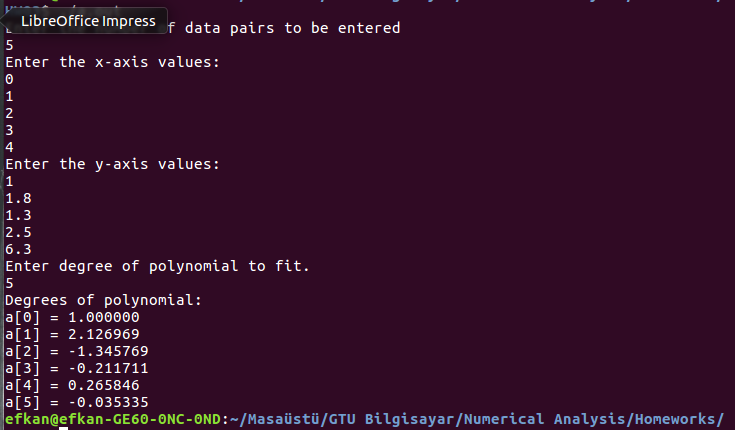 LibreOffice Impress
f data pairs to be entered
5
Enter the x-axis values:
0
1
2
3
4
Enter the y-axis values:
1
1.8
1.3
2.5
6.3
Enter degree of polynomial to fit.
5
Degrees of polynomial:
a[0] = 1.000000
a[1] = 2.126969
a[2] = -1.345769
a[3] = -0.211711
a[4] = 0.265846
a[5] = -0.035335
efkan@efkan-GE60-0NC-0ND:~/Masaüstü/GTU Bilgisayar/Numerical Analysis/Homeworks/